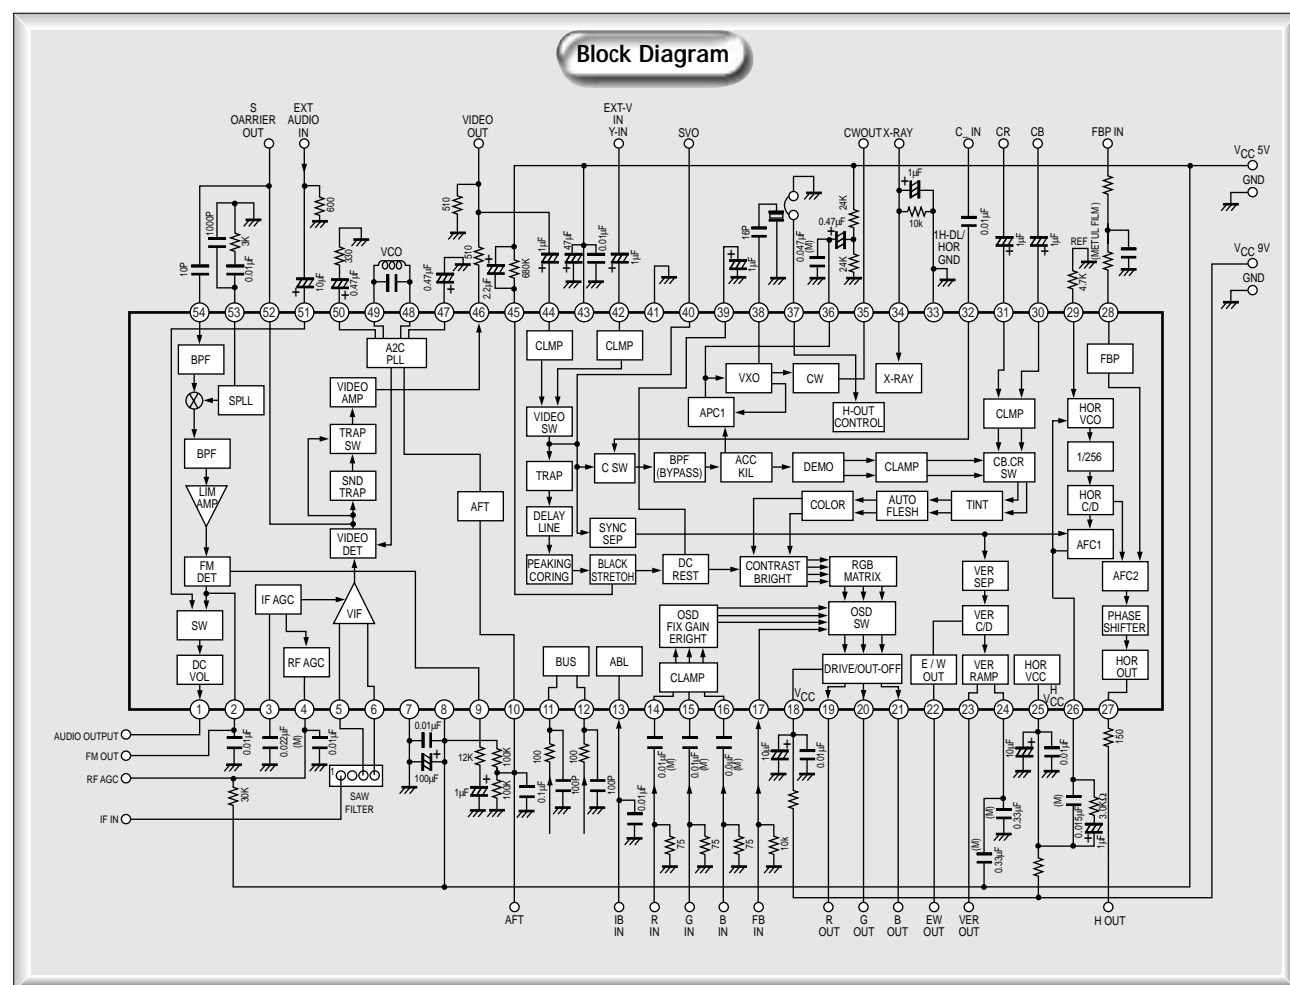 Block Diagram
S
OARRIER
OUT
EXT
AUDIO
IN
VIDEO
OUT
EXT-V
IN
Y-IN
SVO
CWOUT
X-RAY
C_ IN
CR
CB
FBP IN
VCC 5V
GND
VCC 9V
GND
10P
1000P
3K
0.01µF
600
10µF
330
0.47µF
VCO
0.47µF
510
510
2.2µF
680K
1µF
47µF
0.01µF
1µF
1µF
16P
0.047µF
(M)
0.47µF
24K
24K
1µF
10k
1H-DL/
HOR
GND
0.01µF
1µF
1µF
REF
4.7K
(METUL FILM)
54
53
52
51
50
49
48
47
46
45
44
43
42
41
40
39
38
37
36
35
34
33
32
31
30
29
28
BPF
SPLL
BPF
LIM
AMP
FM
DET
SW
DC
VOL
IF AGC
RF AGC
VIF
VIDEO
DET
SND
TRAP
TRAP
SW
VIDEO
AMP
A2C
PLL
AFT
CLMP
CLMP
VIDEO
SW
TRAP
DELAY
LINE
PEAKING
CORING
C SW
SYNC
SEP
BLACK
STRETOH
DC
REST
BPF
(BYPASS)
ACC
KIL
APC1
VXO
CW
H-OUT
CONTROL
X-RAY
DEMO
CLAMP
CLMP
CB.CR
SW
COLOR
AUTO
FLESH
TINT
CONTRAST
BRIGHT
RGB
MATRIX
OSD
FIX GAIN
ERIGHT
OSD
SW
CLAMP
DRIVE/OUT-OFF
VCC
BUS
ABL
FBP
HOR
VCO
1/256
HOR
C/D
AFC1
AFC2
VER
SEP
VER
C/D
VER
RAMP
E / W
OUT
HOR
VCC
H
VCC
PHASE
SHIFTER
HOR
OUT
1
2
3
4
5
6
7
8
9
10
11
12
13
14
15
16
17
18
19
20
21
22
23
24
25
26
27
AUDIO OUTPUT
FM OUT
RF AGC
IF IN
0.01µF
0.022µF
(M)
0.01µF
30K
1
SAW
FILTER
0.01µF
100µF
12K
1µF
100K
100K
0.1µF
100
100P
100
100P
0.01µF
0.01µF
(M)
75
0.01µF
(M)
75
0.0µF
(M)
75
10k
10µF
0.01µF
(M)
0.33µF
(M)
0.33µF
10µF
0.01µF
(M)
0.015µF
3.0KΩ
1µF
150
AFT
IB
IN
R
IN
G
IN
B
IN
FB
IN
R
OUT
G
OUT
B
OUT
EW
OUT
VER
OUT
H OUT